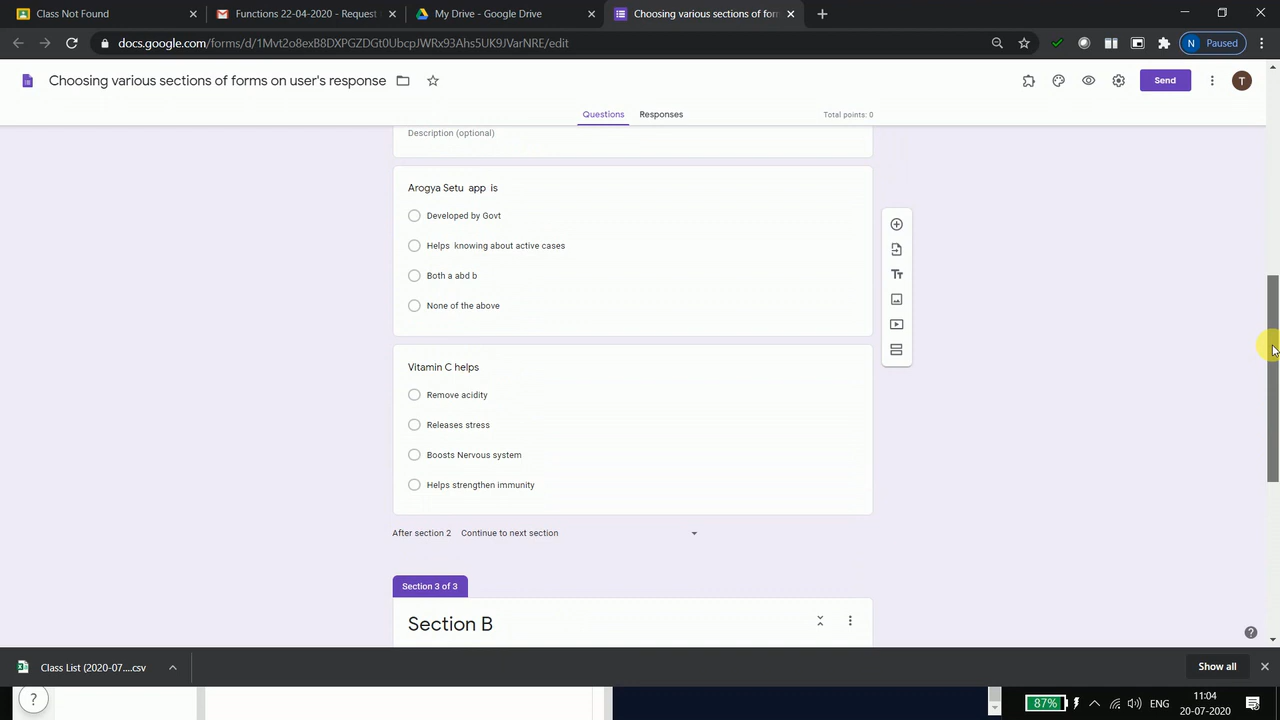 Class Not Found
Functions 22-04-2020 - Request
My Drive - Google Drive
Choosing various sections of form
docs.google.com/forms/d/1Mvt2o8exB8DXPGZDGt0UbcpJWRx93Ahs5UK9JVarNRE/edit
N Paused
Choosing various sections of forms on user's response
Send
T
Questions
Responses
Total points: 0
Description (optional)
Arogya Setu app is
Developed by Govt
Helps knowing about active cases
Both a abd b
None of the above
Tт
Vitamin C helps
Remove acidity
Releases stress
Boosts Nervous system
Helps strengthen immunity
After section 2 Continue to next section
Section 3 of 3
Section B
Class List (2020-07....csv
Show all
87%
ENG
11:04
20-07-2020